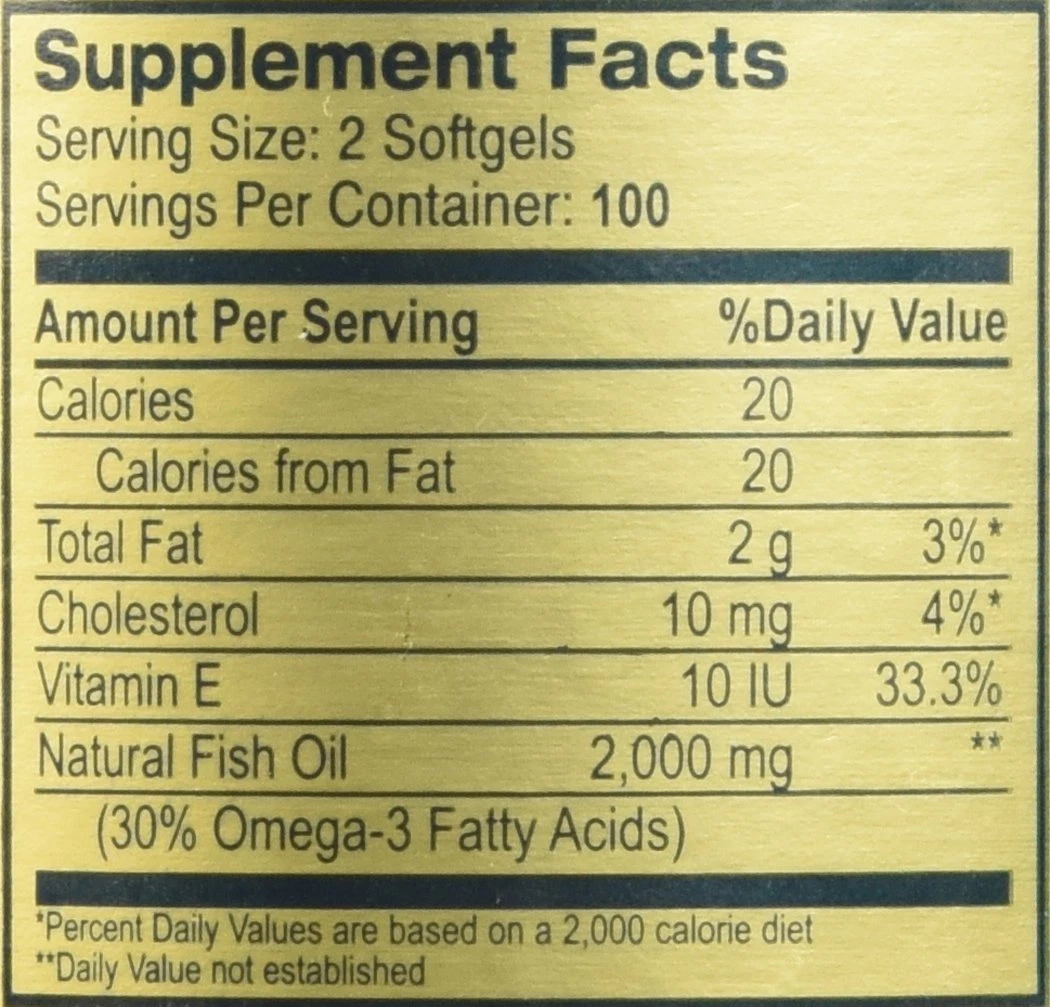 Supplement Facts
Serving Size: 2 Softgels
Servings Per Container: 100
Amount Per Serving %Daily Value
Calories 20
Calories from Fat 20
Total Fat 2 g 3%*
Cholesterol 10 mg 4%*
Vitamin E 10 IU 33.3%
Natural Fish Oil 2,000 mg **
(30% Omega-3 Fatty Acids)
*Percent Daily Values are based on a 2,000 calorie diet
**Daily Value not established